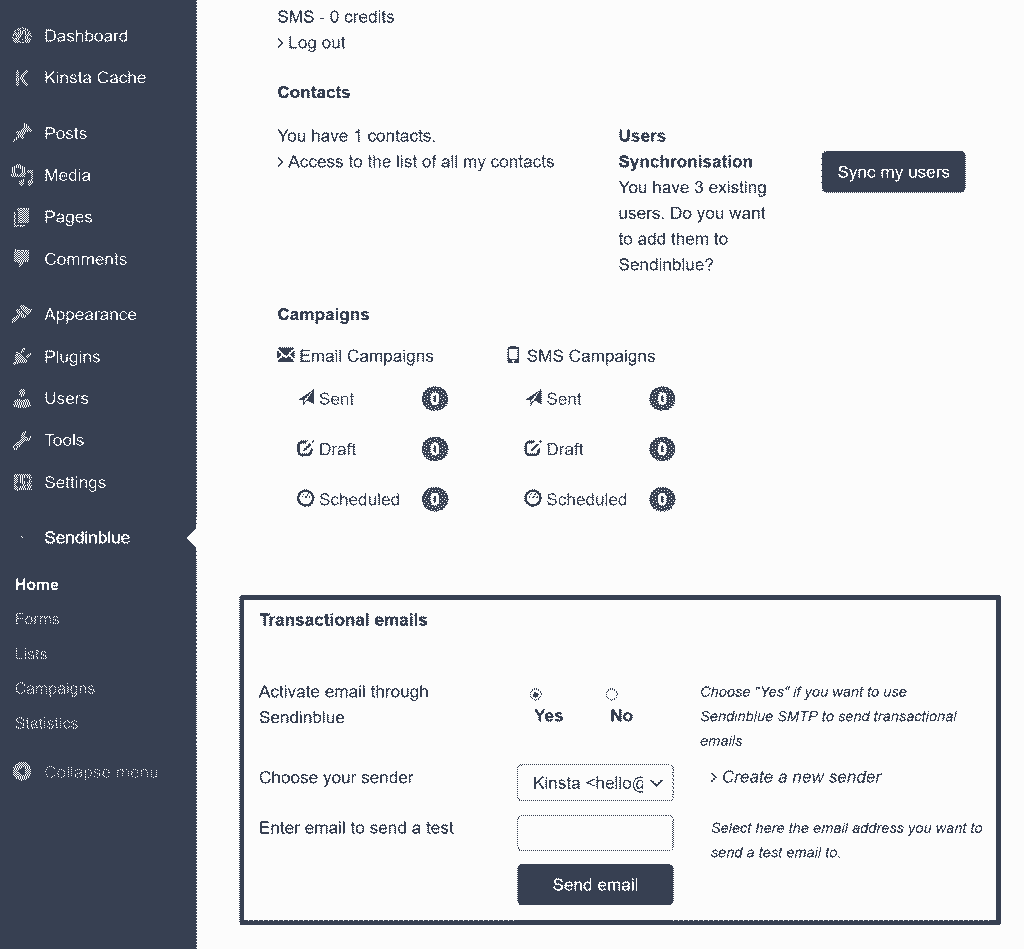 Dashboard
Kinsta Cache
Posts
Media
Pages
Comments
Appearance
Plugins
Users
Tools
Settings
Sendinblue
Home
Forms
Lists
Campaigns
Statistics
Collapse menu
SMS - 0 credits
> Log out
Contacts
You have 1 contacts.
> Access to the list of all my contacts
Users
Synchronisation
You have 3 existing
users. Do you want
to add them to
Sendinblue?
Sync my users
Campaigns
Email Campaigns
Sent 0
Draft 0
Scheduled 0
SMS Campaigns
Sent 0
Draft 0
Scheduled 0
Transactional emails
Activate email through
Sendinblue
Yes No
Choose "Yes" if you want to use
Sendinblue SMTP to send transactional
emails
Choose your sender
Kinsta <hello@
> Create a new sender
Enter email to send a test
Select here the email address you want to
send a test email to.
Send email